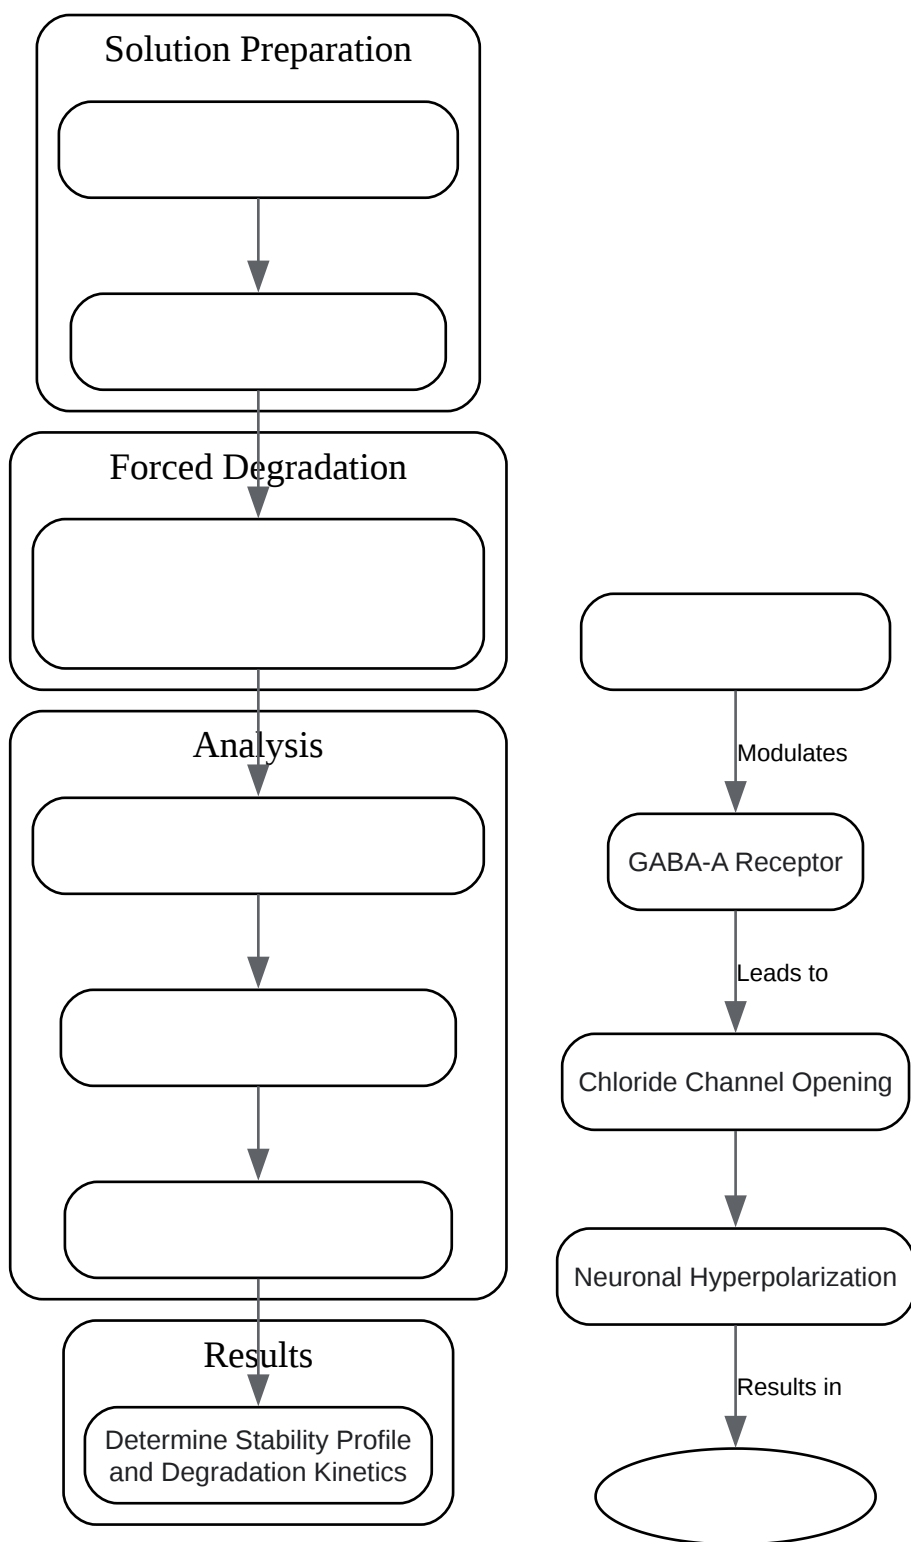 Solution Preparation
Forced Degradation
Analysis
Results
Determine Stability Profile
and Degradation Kinetics
Modulates
GABA-A Receptor
Leads to
Chloride Channel Opening
Neuronal Hyperpolarization
Results in